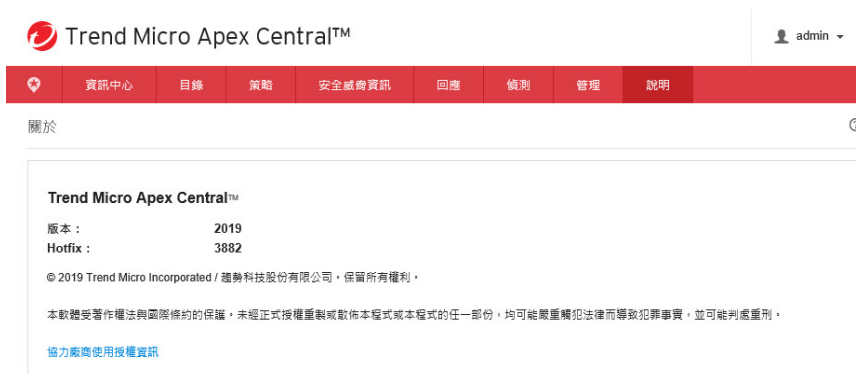 Trend Micro Apex Central™
admin
資訊中心 目錄 策略 安全威脅資訊 回應 偵測 管理 說明
關於
Trend Micro Apex Central™
版本： 2019
Hotfix： 3882
© 2019 Trend Micro Incorporated / 趨勢科技股份有限公司。保留所有權利。
本軟體受著作權法與國際條約的保護。未經正式授權重製或散佈本程式或本程式的任一部份，均可能嚴重觸犯法律而導致犯罪事實，並可能判處重刑。
協力廠商使用授權資訊